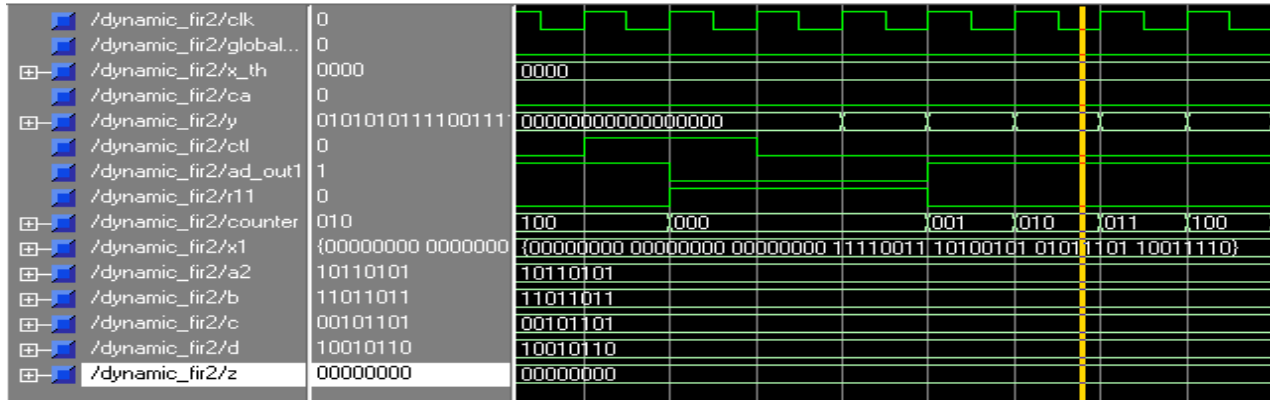 /dynamic_fir2/clk 0
/dynamic_fir2/global... 0
/dynamic_fir2/x_th 0000 0000
/dynamic_fir2/ca 0
/dynamic_fir2/y 01010101111001111 0000000000000000
/dynamic_fir2/ctl 0
/dynamic_fir2/ad_out1 1
/dynamic_fir2/r11 0
/dynamic_fir2/counter 010 100 000 001 010 011 100
/dynamic_fir2/x1 {00000000 0000000 {00000000 00000000 00000000 11110011 10100101 01011101 10011110}
/dynamic_fir2/a2 10110101 10110101
/dynamic_fir2/b 11011011 11011011
/dynamic_fir2/c 00101101 00101101
/dynamic_fir2/d 10010110 10010110
/dynamic_fir2/z 00000000 00000000